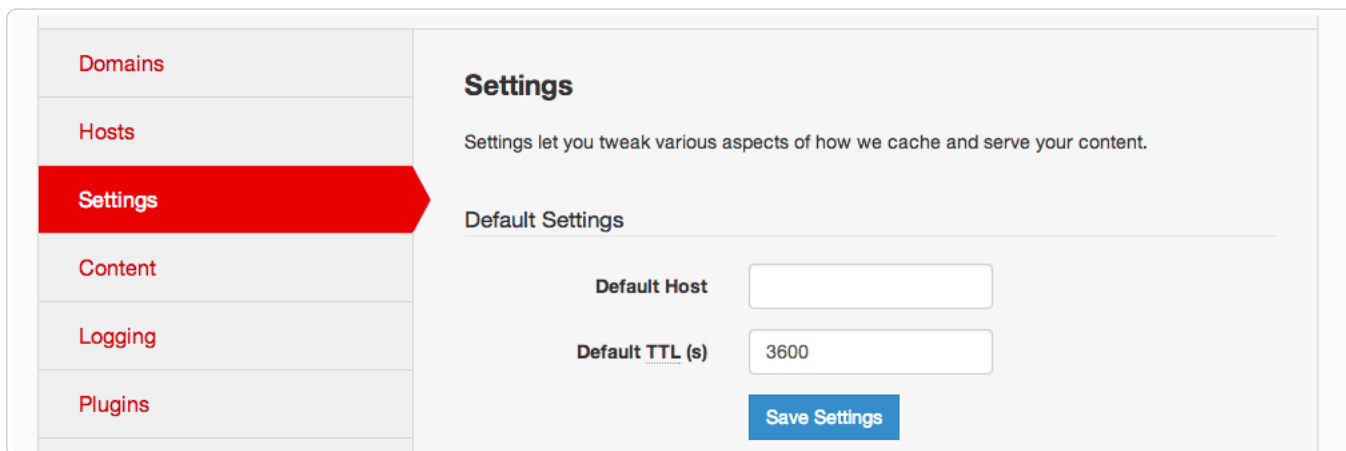 Domains
Hosts
Settings
Content
Logging
Plugins
Settings
Settings let you tweak various aspects of how we cache and serve your content.
Default Settings
Default Host
Default TTL (s) 3600
Save Settings